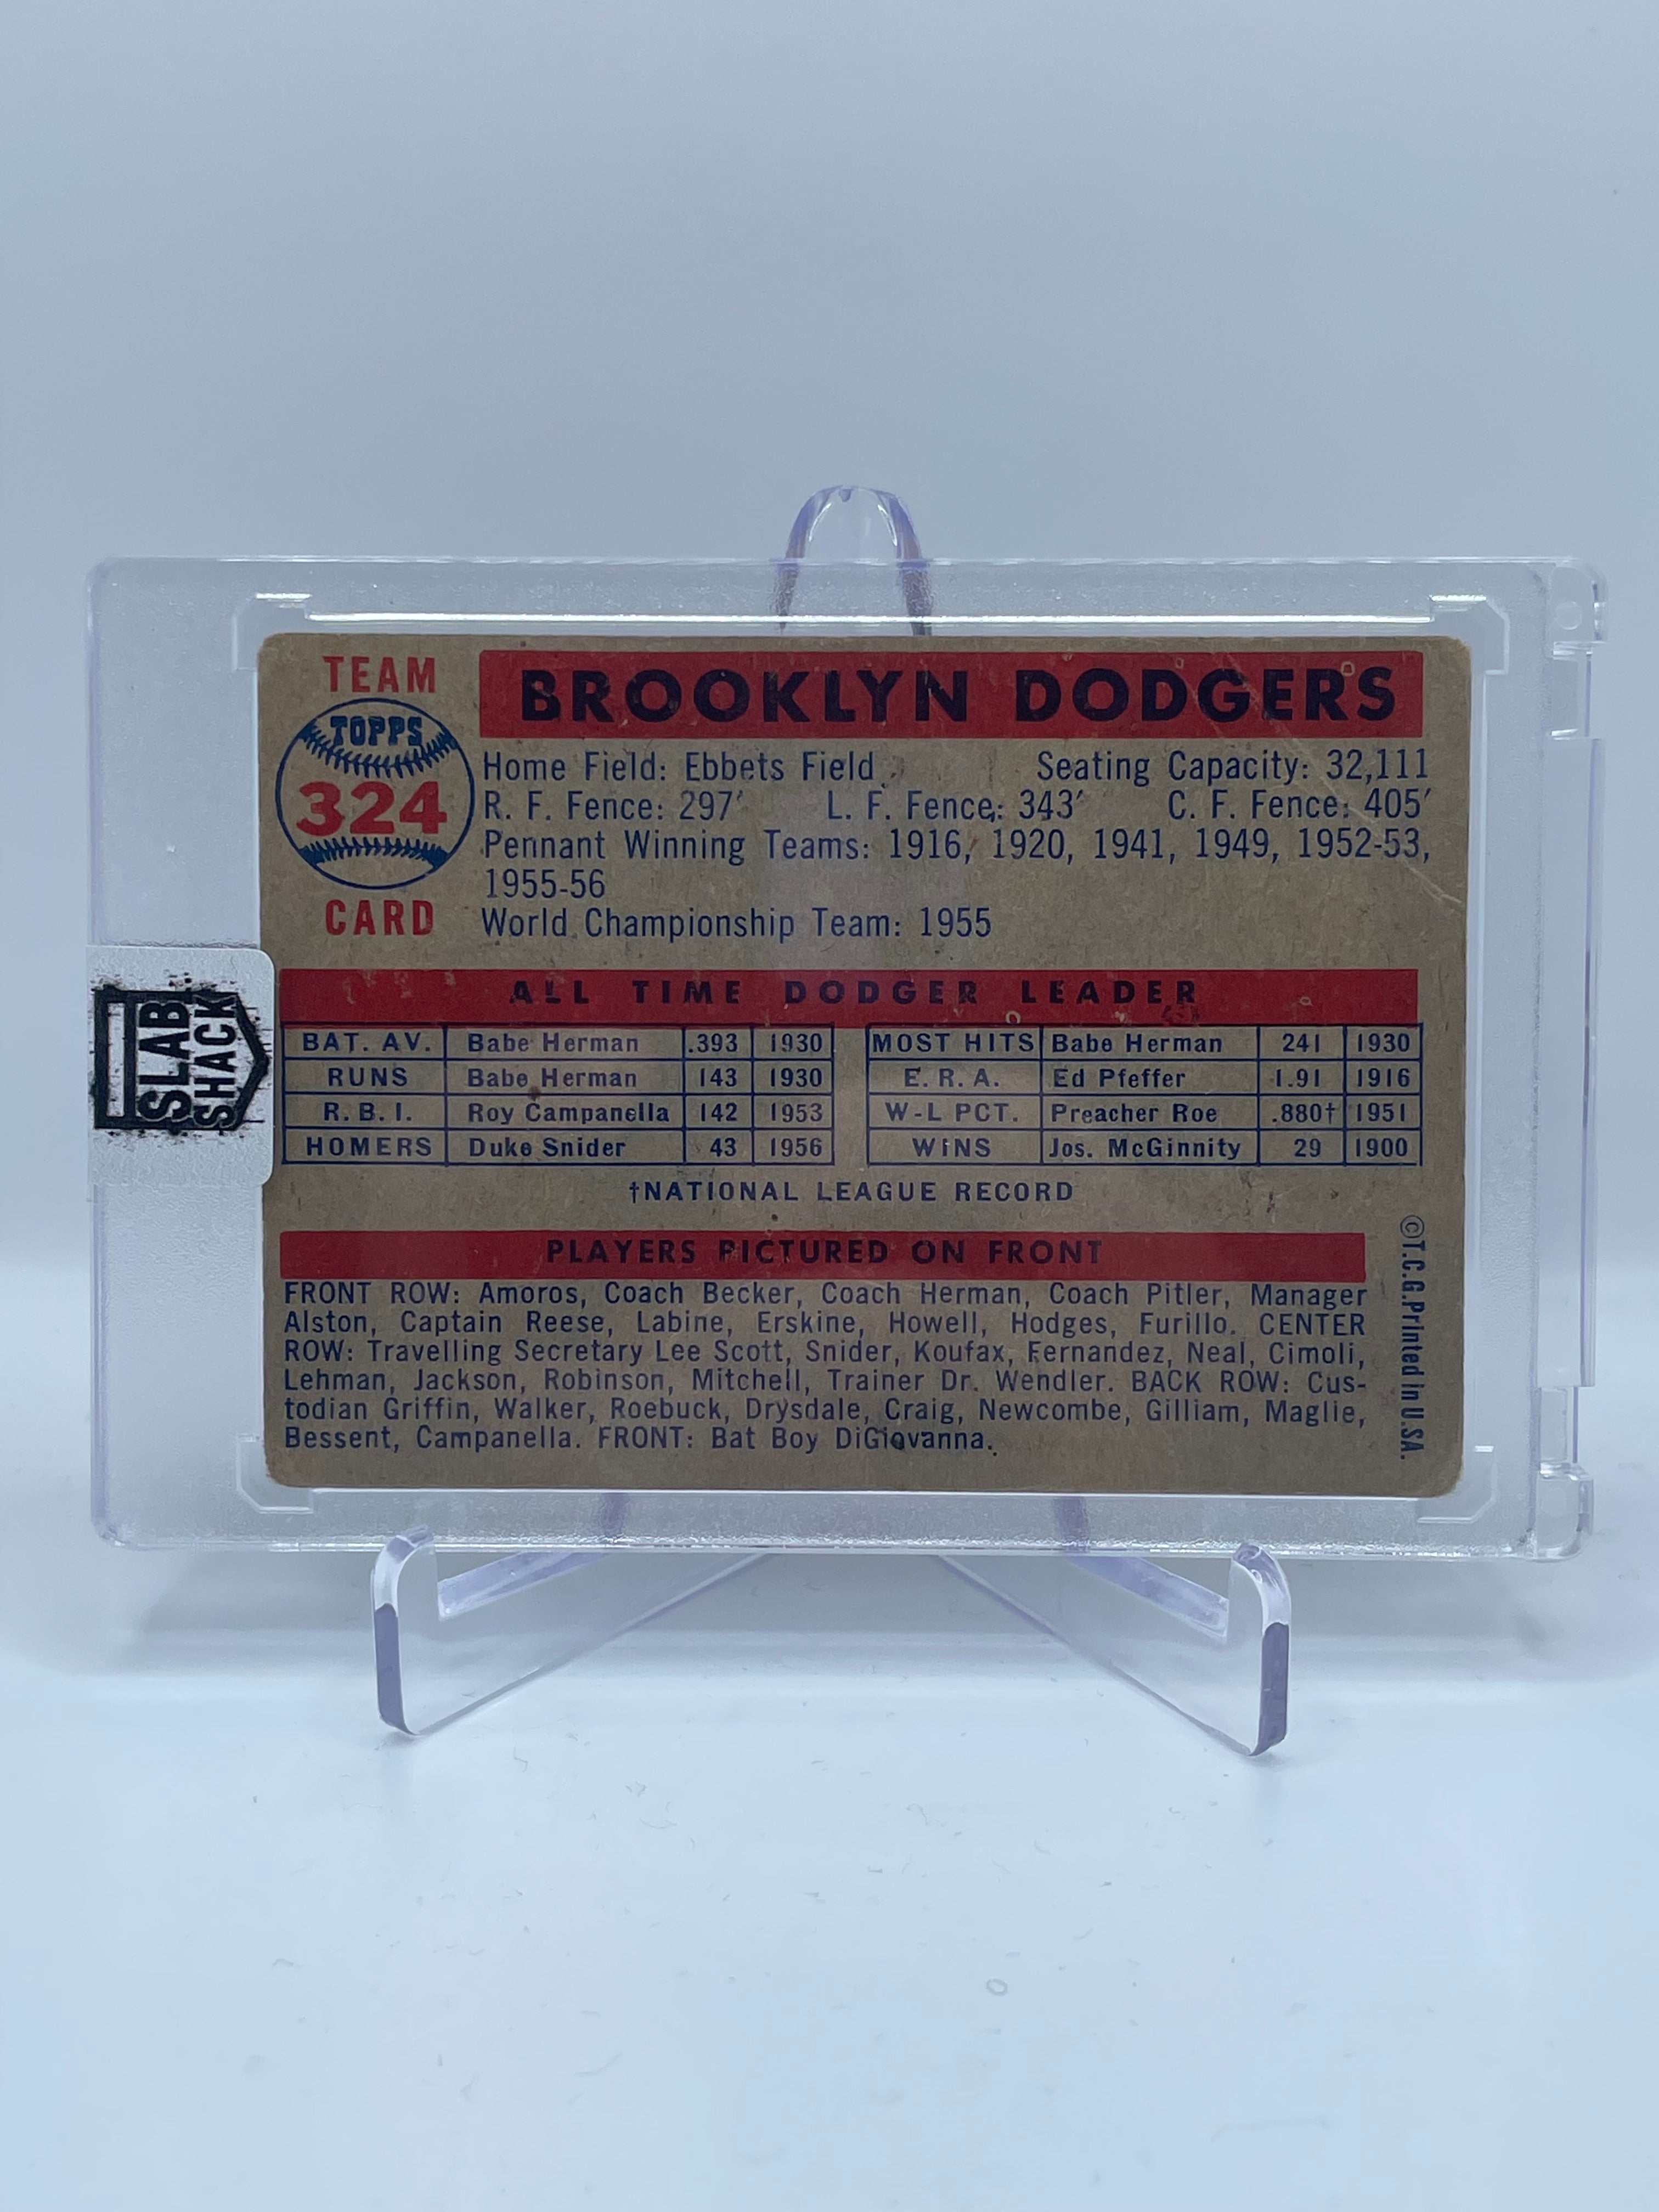 TEAM
TOPPS
324
CARD
BROOKLYN DODGERS
Home Field: Ebbets Field Seating Capacity: 32,111
R. F. Fence: 297′ L. F. Fence: 343′ C. F. Fence: 405′
Pennant Winning Teams: 1916, 1920, 1941, 1949, 1952-53,
1955-56
World Championship Team: 1955
ALL TIME DODGER LEADER
BAT. AV. Babe Herman .393 1930 MOST HITS Babe Herman 241 1930
RUNS Babe Herman 143 1930 E. R. A. Ed Pfeffer 1.91 1916
R. B. I. Roy Campanella 142 1953 W-L PCT. Preacher Roe .880† 1951
HOMERS Duke Snider 43 1956 WINS Jos. McGinnity 29 1900
†NATIONAL LEAGUE RECORD
PLAYERS PICTURED ON FRONT
FRONT ROW: Amoros, Coach Becker, Coach Herman, Coach Pitler, Manager
Alston, Captain Reese, Labine, Erskine, Howell, Hodges, Furillo. CENTER
ROW: Travelling Secretary Lee Scott, Snider, Koufax, Fernandez, Neal, Cimoli,
Lehman, Jackson, Robinson, Mitchell, Trainer Dr. Wendler. BACK ROW: Cus-
todian Griffin, Walker, Roebuck, Drysdale, Craig, Newcombe, Gilliam, Maglie,
Bessent, Campanella. FRONT: Bat Boy DiGiovanna.
©T.C.G. Printed in U.S.A.
SLAB
SHACK